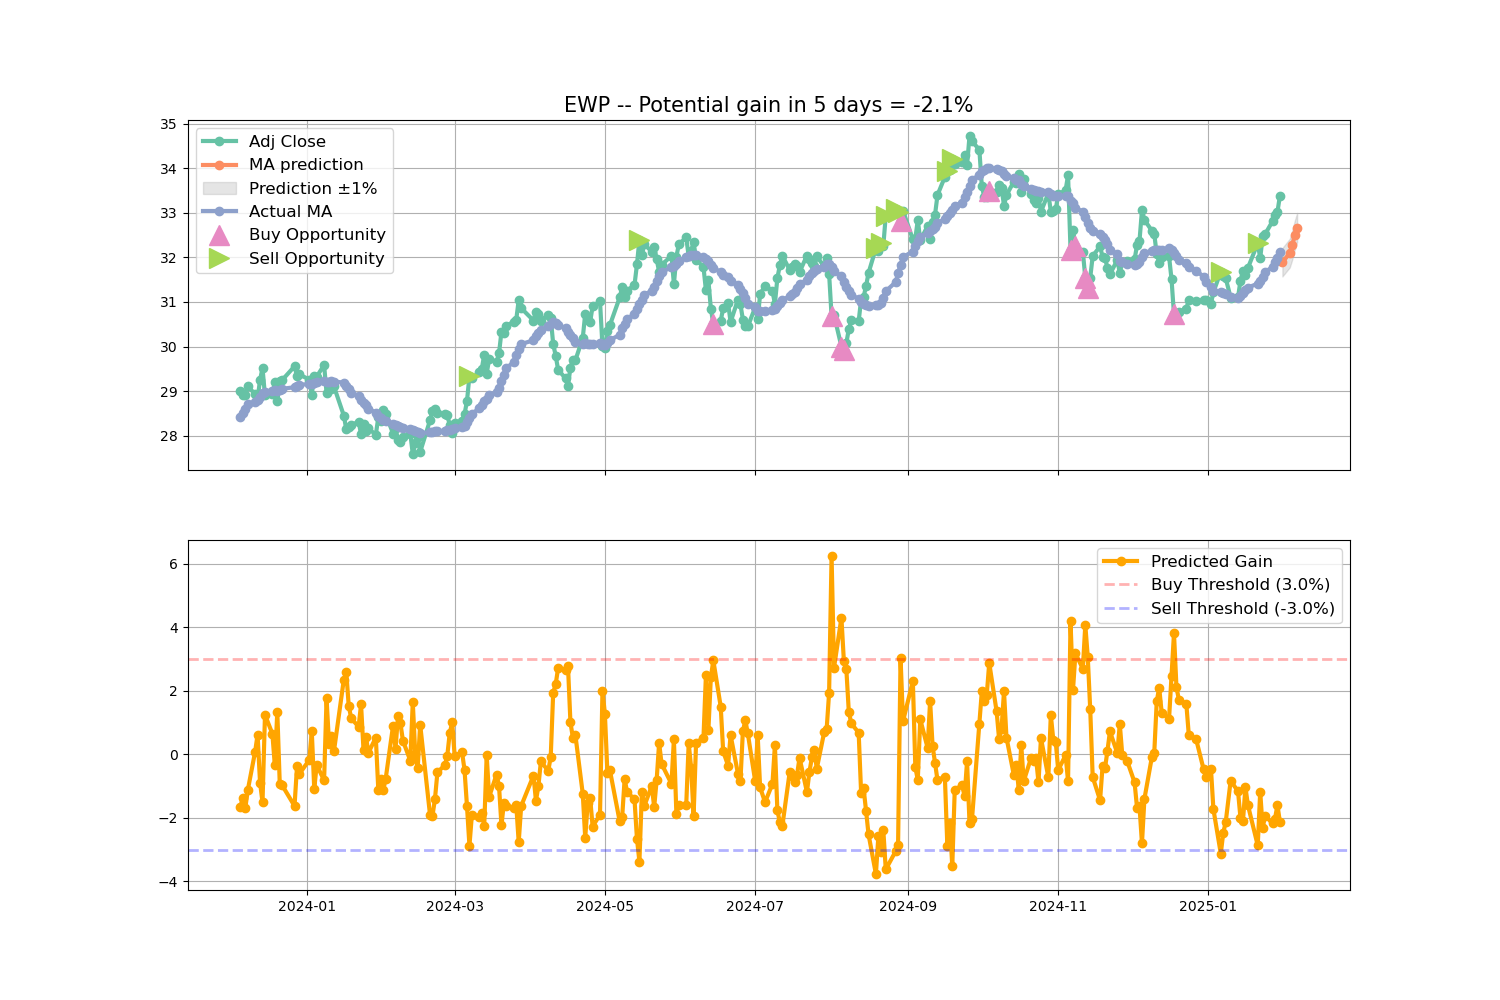 EWP -- Potential gain in 5 days = -2.1%
35
34
33
32
31
30
29
28
Adj Close
MA prediction
Prediction ±1%
Actual MA
Buy Opportunity
Sell Opportunity
6
4
2
0
−2
−4
Predicted Gain
Buy Threshold (3.0%)
Sell Threshold (-3.0%)
2024-01 2024-03 2024-05 2024-07 2024-09 2024-11 2025-01